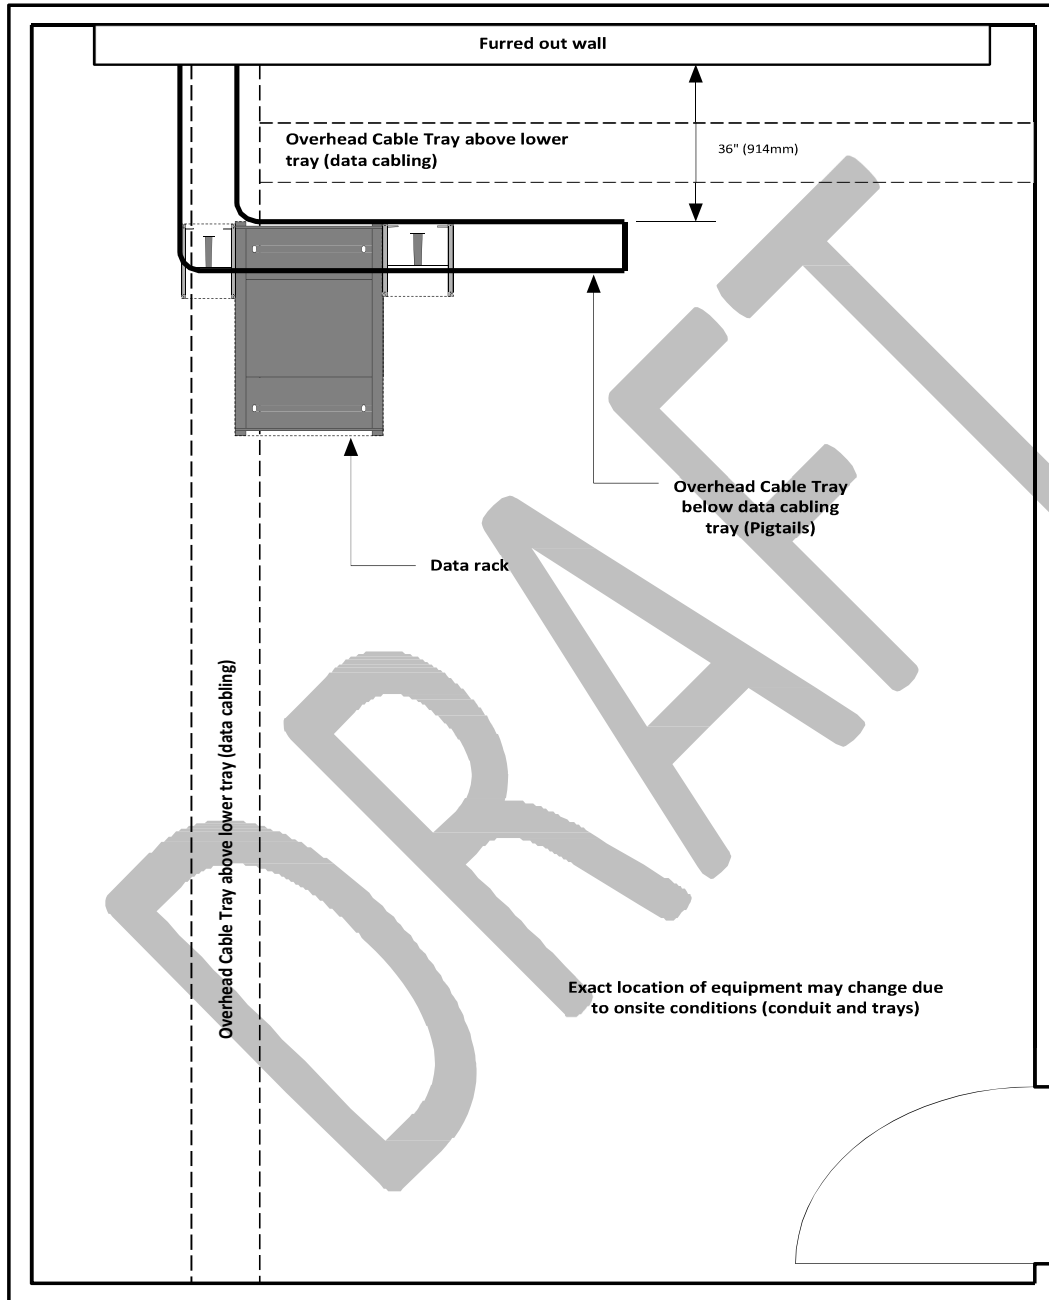 Furred out wall
Overhead Cable Tray above lower
tray (data cabling)
36" (914mm)
Overhead Cable Tray
below data cabling
tray (Pigtails)
Data rack
Overhead Cable Tray above lower tray (data cabling)
DRAFT
Exact location of equipment may change due
to onsite conditions (conduit and trays)